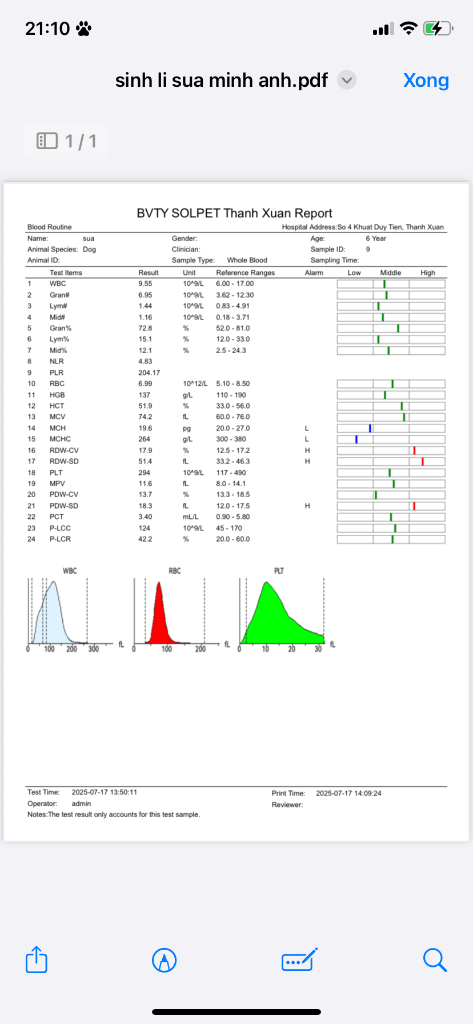 21:10
sinh li sua minh anh.pdf
Xong
1/1
BVTY SOLPET Thanh Xuan Report
Blood Routine Hospital Address:So 4 Khuat Duy Tien, Thanh Xuan
Name: sua Gender: Age: 6 Year
Animal Species: Dog Clinician: Sample ID: 9
Animal ID: Sample Type: Whole Blood Sampling Time:
Test Items Result Unit Reference Ranges Alarm Low Middle High
1 WBC 9.55 10^9/L 6.00 - 17.00
2 Gran# 6.95 10^9/L 3.62 - 12.30
3 Lym# 1.44 10^9/L 0.83 - 4.91
4 Mid# 1.16 10^9/L 0.18 - 3.71
5 Gran% 72.8 % 52.0 - 81.0
6 Lym% 15.1 % 12.0 - 33.0
7 Mid% 12.1 % 2.5 - 24.3
8 NLR 4.83
9 PLR 204.17
10 RBC 6.99 10^12/L 5.10 - 8.50
11 HGB 137 g/L 110 - 190
12 HCT 51.9 % 33.0 - 56.0
13 MCV 74.2 fL 60.0 - 76.0
14 MCH 19.6 pg 20.0 - 27.0 L
15 MCHC 264 g/L 300 - 380 L
16 RDW-CV 17.9 % 12.5 - 17.2 H
17 RDW-SD 51.4 fL 33.2 - 46.3 H
18 PLT 294 10^9/L 117 - 490
19 MPV 11.6 fL 8.0 - 14.1
20 PDW-CV 13.7 % 13.3 - 18.5
21 PDW-SD 18.3 fL 12.0 - 17.5 H
22 PCT 3.40 mL/L 0.90 - 5.80
23 P-LCC 124 10^9/L 45 - 170
24 P-LCR 42.2 % 20.0 - 60.0
WBC RBC PLT
0 100 200 300 fL 0 100 200 fL 0 10 20 30 fL
Test Time: 2025-07-17 13:50:11 Print Time: 2025-07-17 14:09:24
Operator: admin Reviewer:
Notes:The test result only accounts for this test sample.